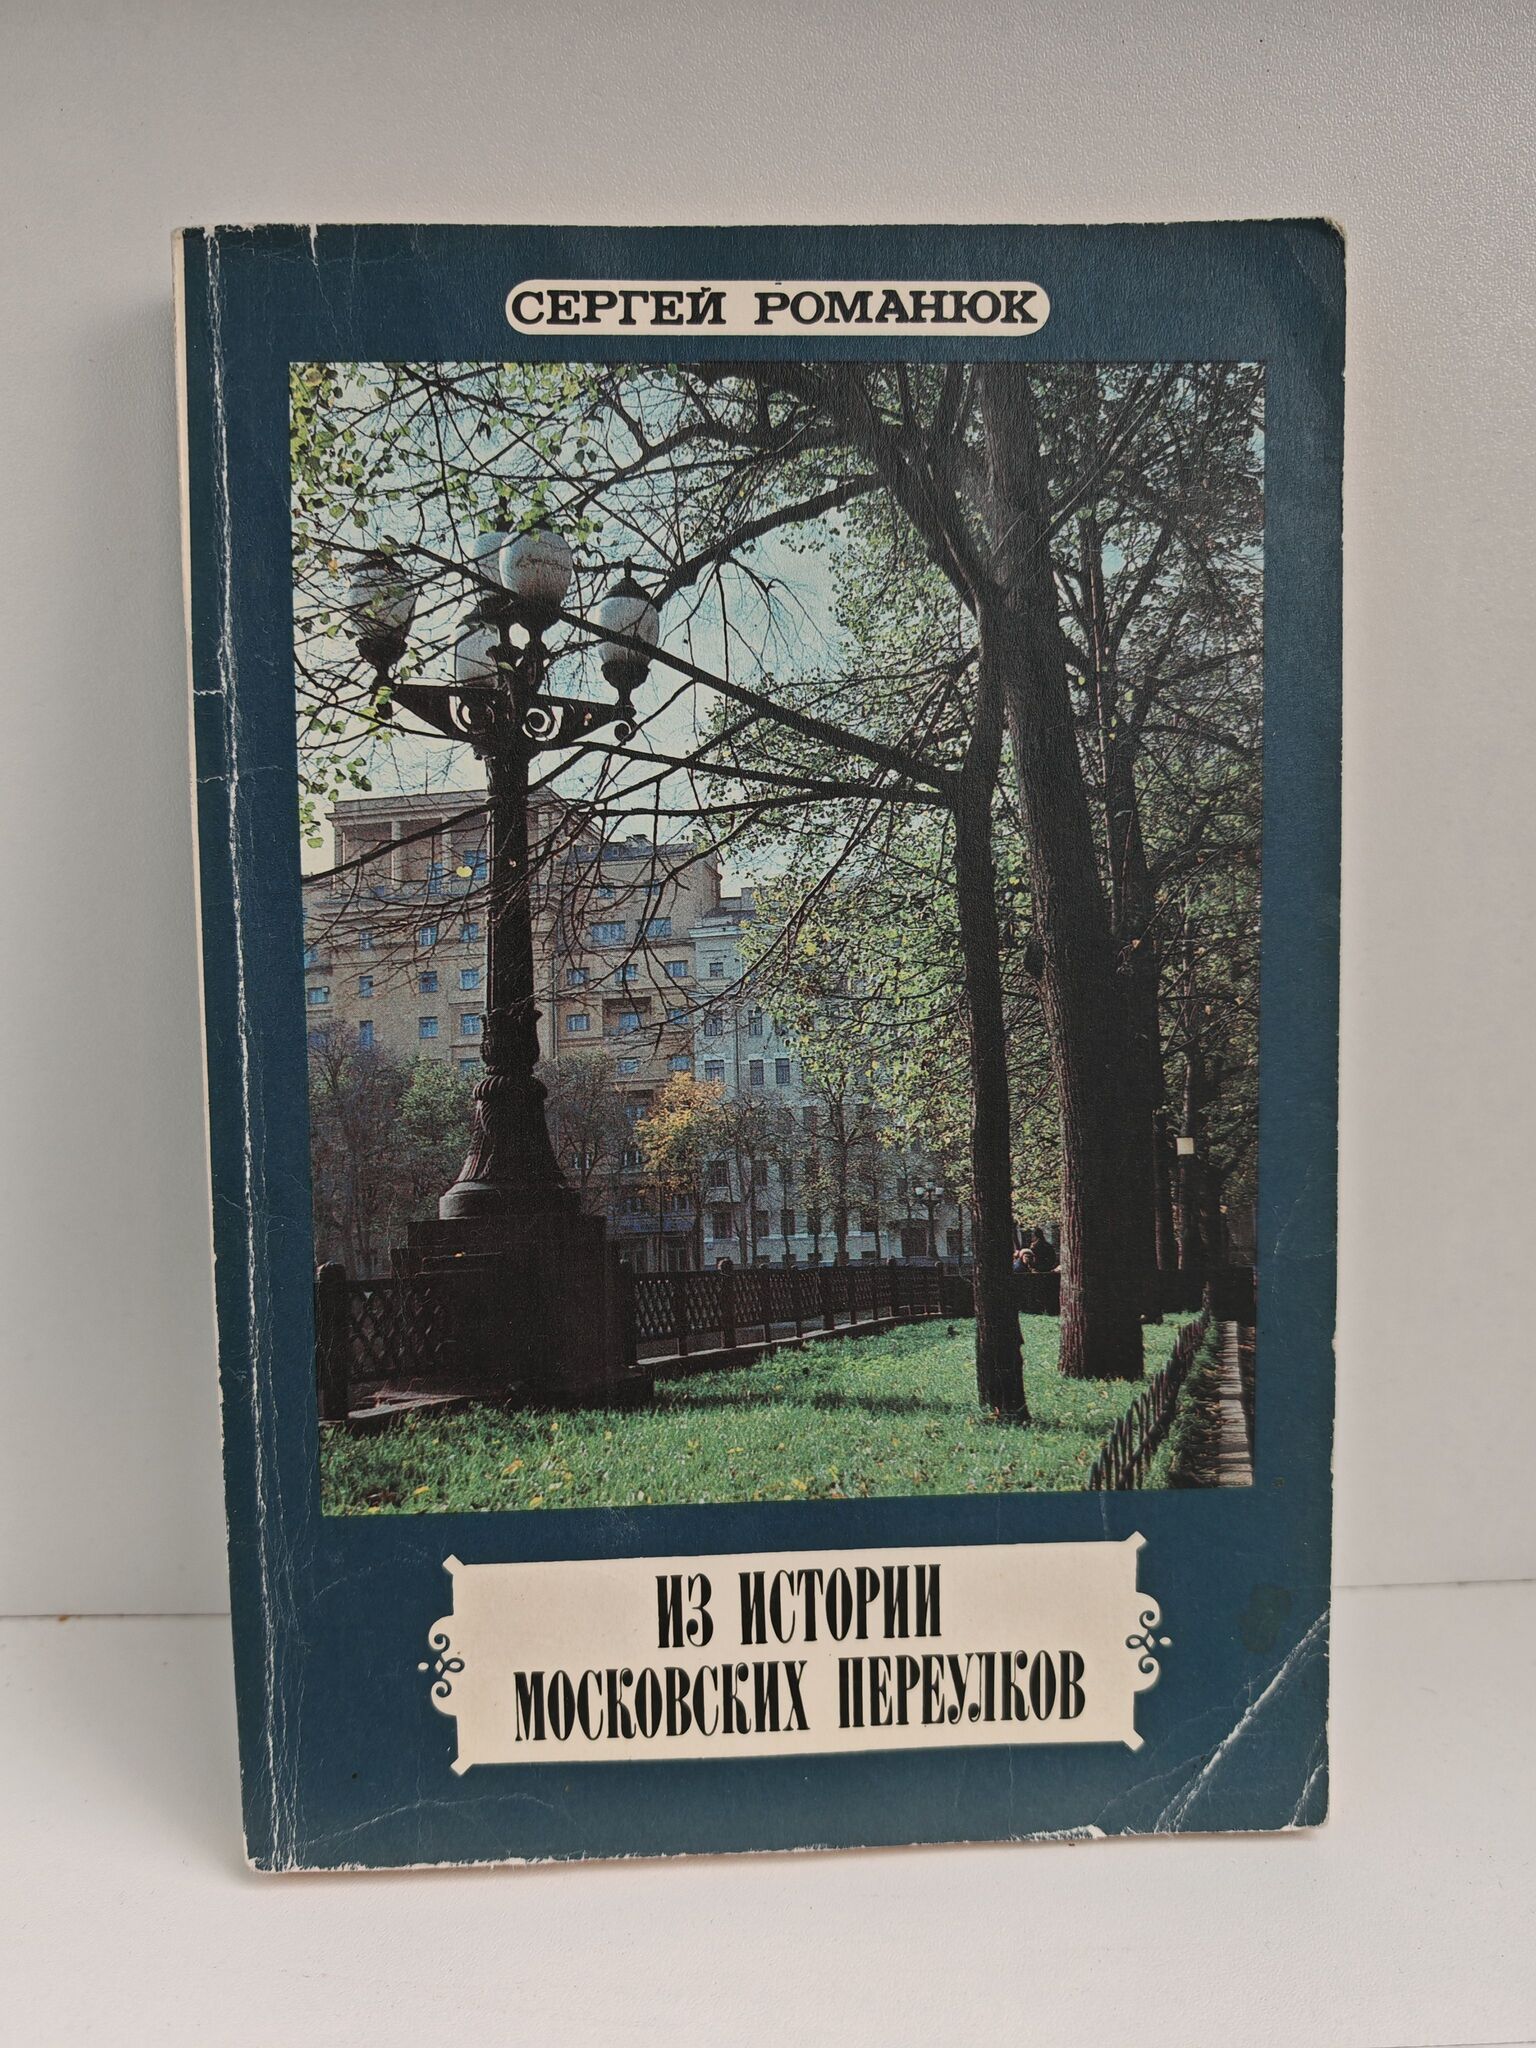 СЕРГЕЙ РОМАНЮК
ИЗ ИСТОРИИ
МОСКОВСКИХ ПЕРЕУЛКОВ